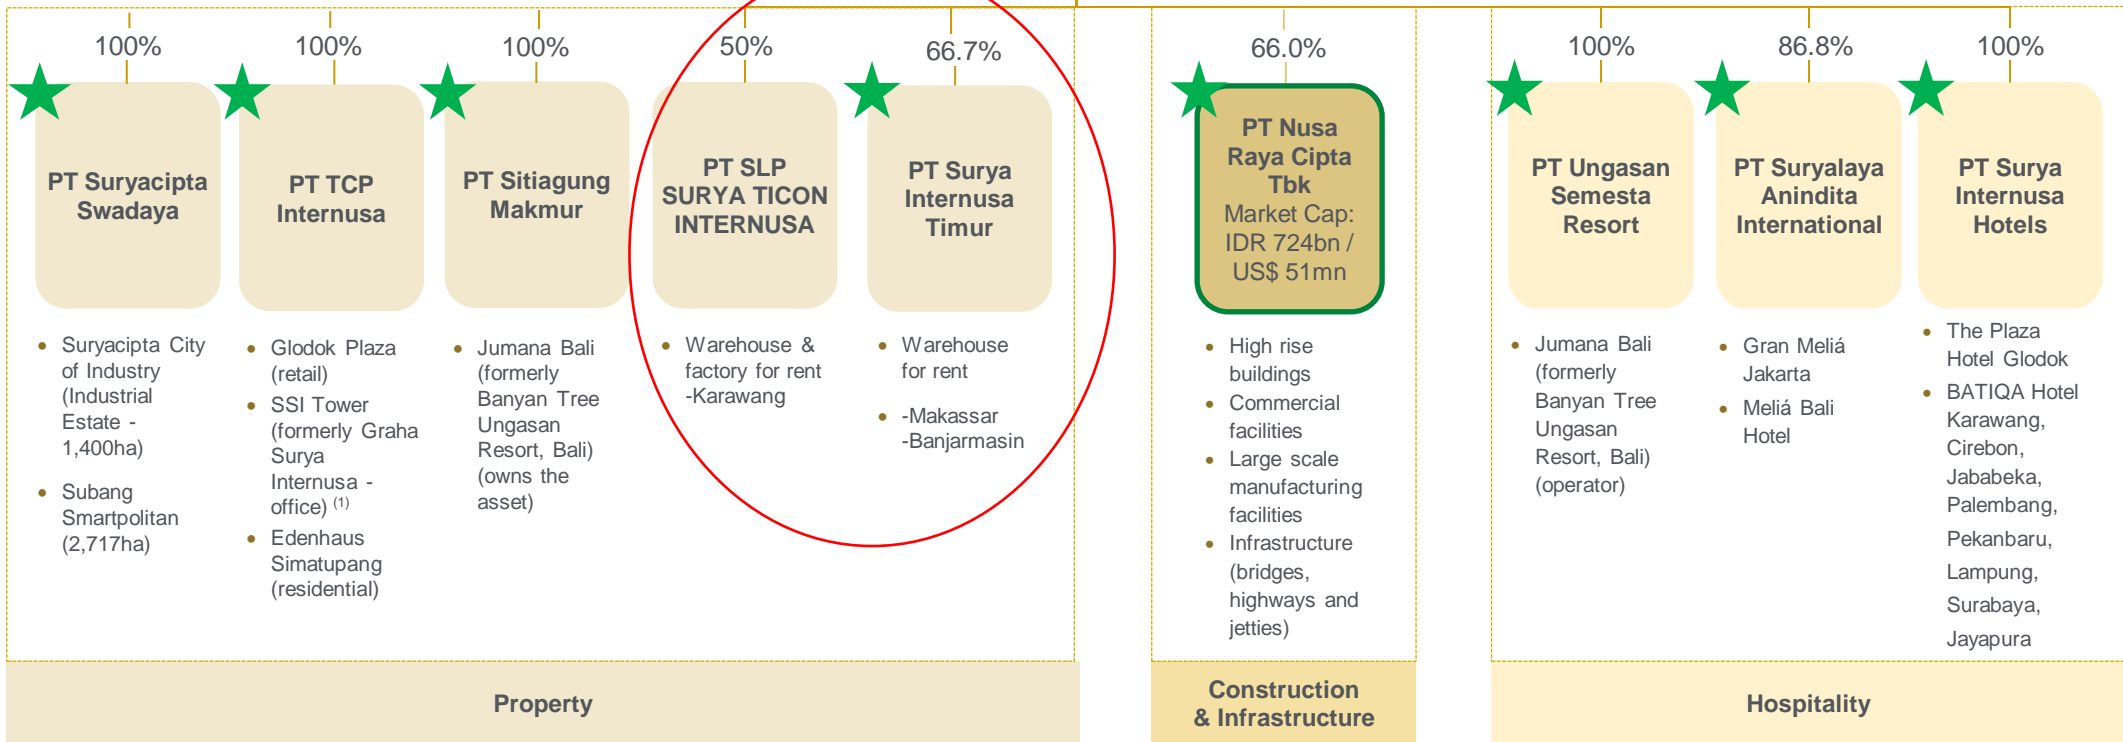 100%
100%
100%
50%
66.7%
66.0%
100%
86.8%
100%
PT Suryacipta
Swadaya
PT TCP
Internusa
PT Sitiagung
Makmur
PT SLP
SURYA TICON
INTERNUSA
PT Surya
Internusa
Timur
PT Nusa
Raya Cipta
Tbk
Market Cap:
IDR 724bn /
US$ 51mn
PT Ungasan
Semesta
Resort
PT Suryalaya
Anindita
International
PT Surya
Internusa
Hotels
• Suryacipta City
of Industry
(Industrial
Estate -
1,400ha)
• Subang
Smartpolitan
(2,717ha)
• Glodok Plaza
(retail)
• SSI Tower
(formerly Graha
Surya
Internusa -
office) (1)
• Edenhaus
Simatupang
(residential)
• Jumana Bali
(formerly
Banyan Tree
Ungasan
Resort, Bali)
(owns the
asset)
• Warehouse &
factory for rent
-Karawang
• Warehouse
for rent
• -Makassar
-Banjarmasin
• High rise
buildings
• Commercial
facilities
• Large scale
manufacturing
facilities
• Infrastructure
(bridges,
highways and
jetties)
• Jumana Bali
(formerly
Banyan Tree
Ungasan
Resort, Bali)
(operator)
• Gran Meliá
Jakarta
• Meliá Bali
Hotel
• The Plaza
Hotel Glodok
• BATIQA Hotel
Karawang,
Cirebon,
Jababeka,
Palembang,
Pekanbaru,
Lampung,
Surabaya,
Jayapura
Property
Construction
& Infrastructure
Hospitality